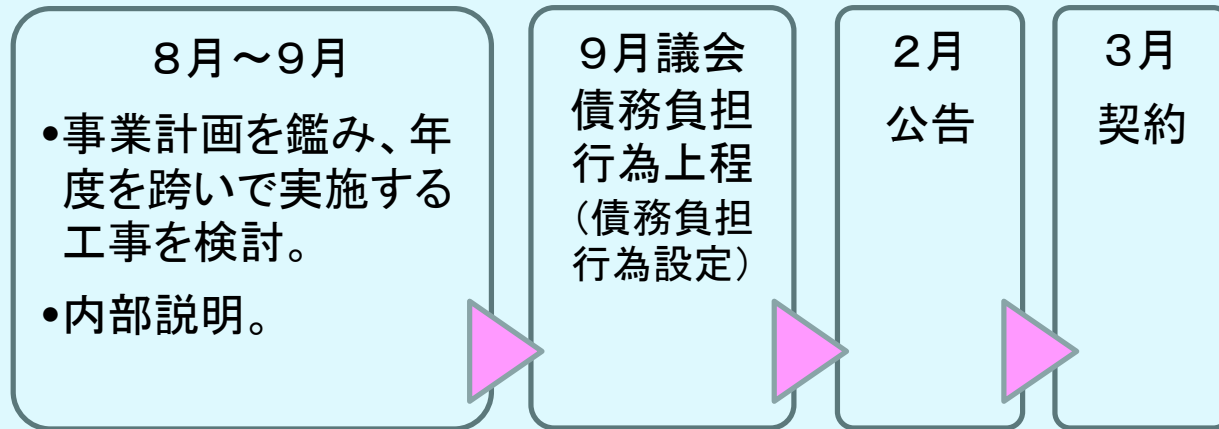 8月～9月
•事業計画を鑑み、年
度を跨いで実施する
工事を検討。
•内部説明。
9月議会
債務負担
行為上程
（債務負担
行為設定）
2月
公告
3月
契約